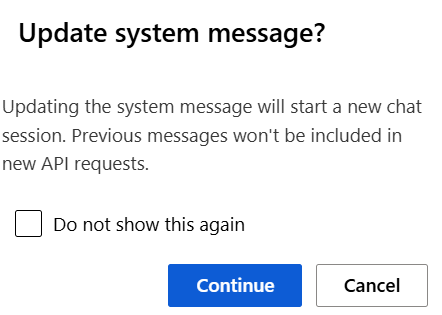 Update system message?
Updating the system message will start a new chat
session. Previous messages won't be included in
new API requests.
Do not show this again
Continue
Cancel